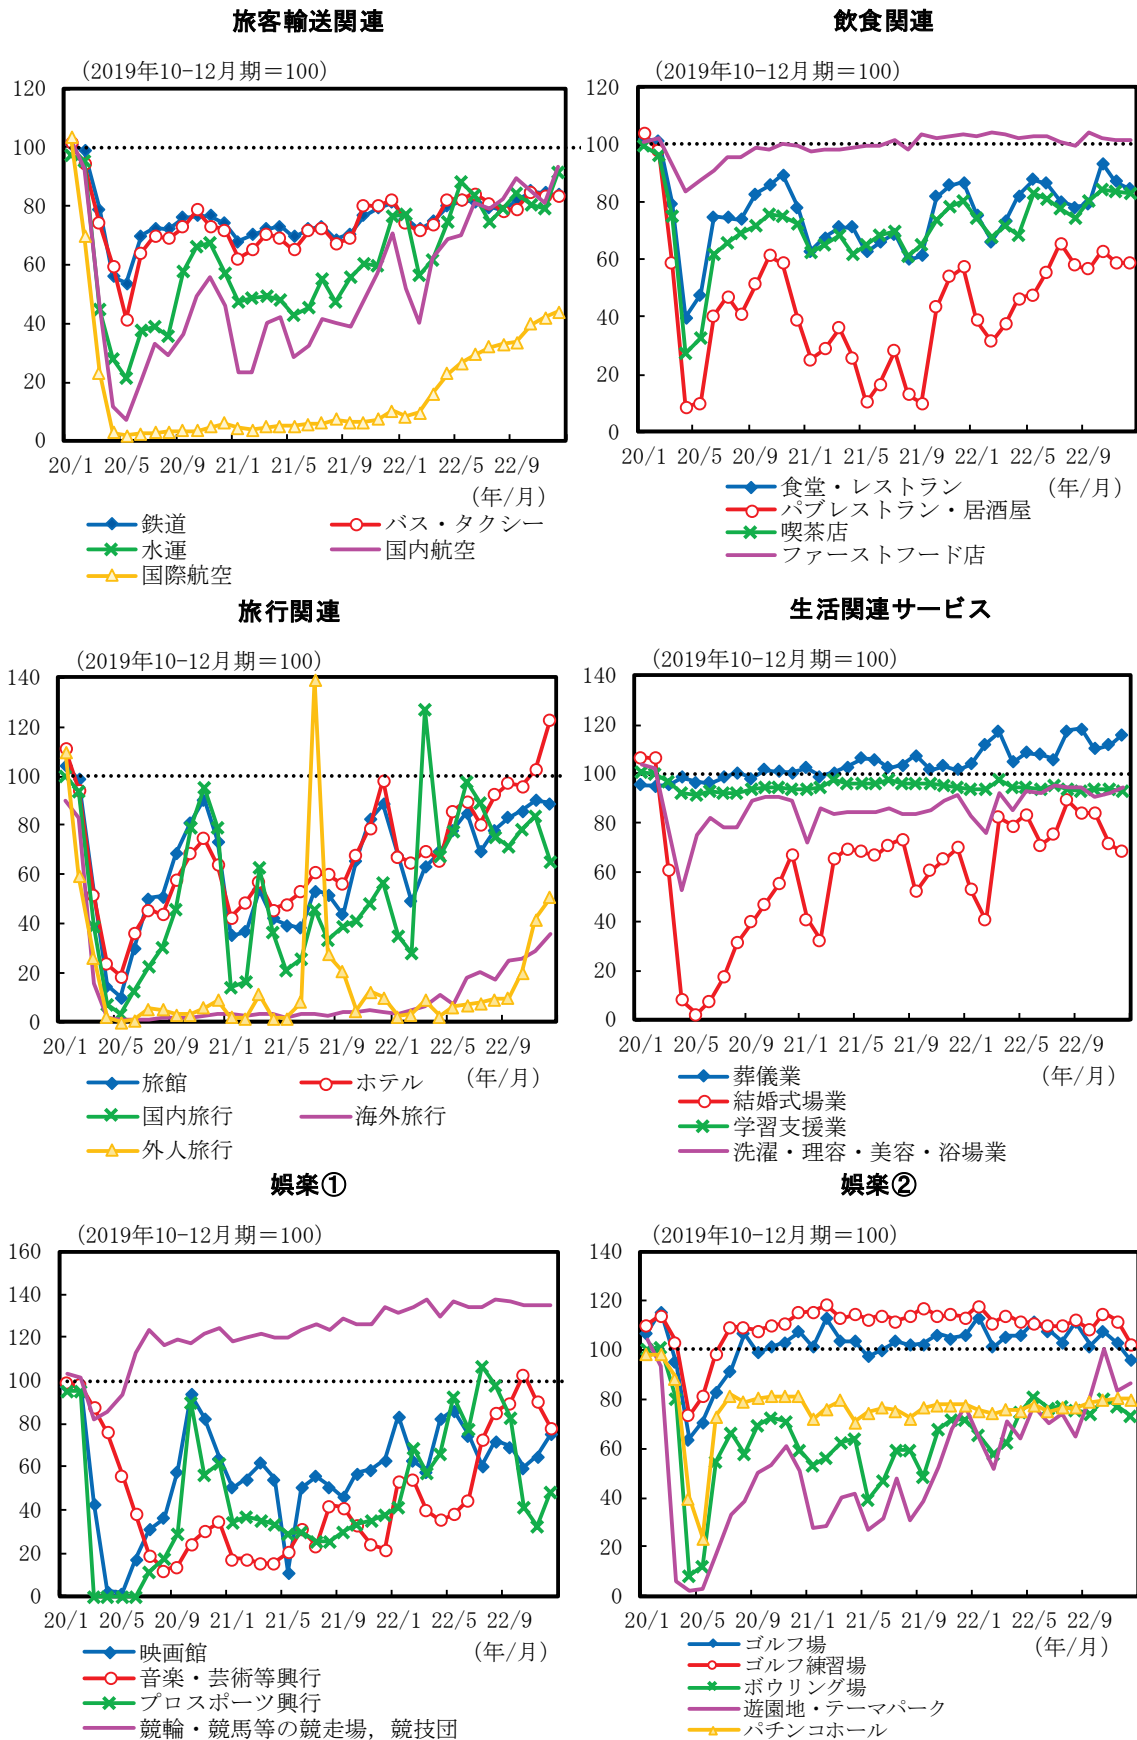 旅客輸送関連
(2019年10-12月期＝100)
120
100
80
60
40
20
0
20/1 20/5 20/9 21/1 21/5 21/9 22/1 22/5 22/9
(年/月)
鉄道
バス・タクシー
水運
国内航空
国際航空
飲食関連
(2019年10-12月期＝100)
120
100
80
60
40
20
0
20/1 20/5 20/9 21/1 21/5 21/9 22/1 22/5 22/9
(年/月)
食堂・レストラン
パブレストラン・居酒屋
喫茶店
ファーストフード店
旅行関連
(2019年10-12月期＝100)
140
120
100
80
60
40
20
0
20/1 20/5 20/9 21/1 21/5 21/9 22/1 22/5 22/9
(年/月)
旅館
ホテル
国内旅行
海外旅行
外人旅行
生活関連サービス
(2019年10-12月期＝100)
140
120
100
80
60
40
20
0
20/1 20/5 20/9 21/1 21/5 21/9 22/1 22/5 22/9
(年/月)
葬儀業
結婚式場業
学習支援業
洗濯・理容・美容・浴場業
娯楽①
(2019年10-12月期＝100)
160
140
120
100
80
60
40
20
0
20/1 20/5 20/9 21/1 21/5 21/9 22/1 22/5 22/9
(年/月)
映画館
音楽・芸術等興行
プロスポーツ興行
競輪・競馬等の競走場，競技団
娯楽②
(2019年10-12月期＝100)
140
120
100
80
60
40
20
0
20/1 20/5 20/9 21/1 21/5 21/9 22/1 22/5 22/9
(年/月)
ゴルフ場
ゴルフ練習場
ボウリング場
遊園地・テーマパーク
パチンコホール